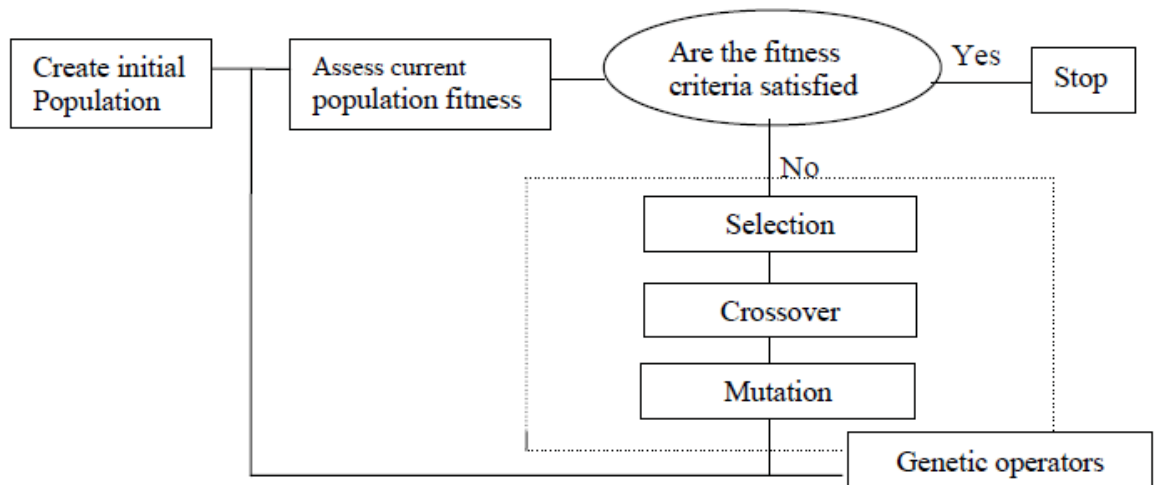 Create initial
Population
Assess current
population fitness
Are the fitness
criteria satisfied
Yes
Stop
No
Selection
Crossover
Mutation
Genetic operators